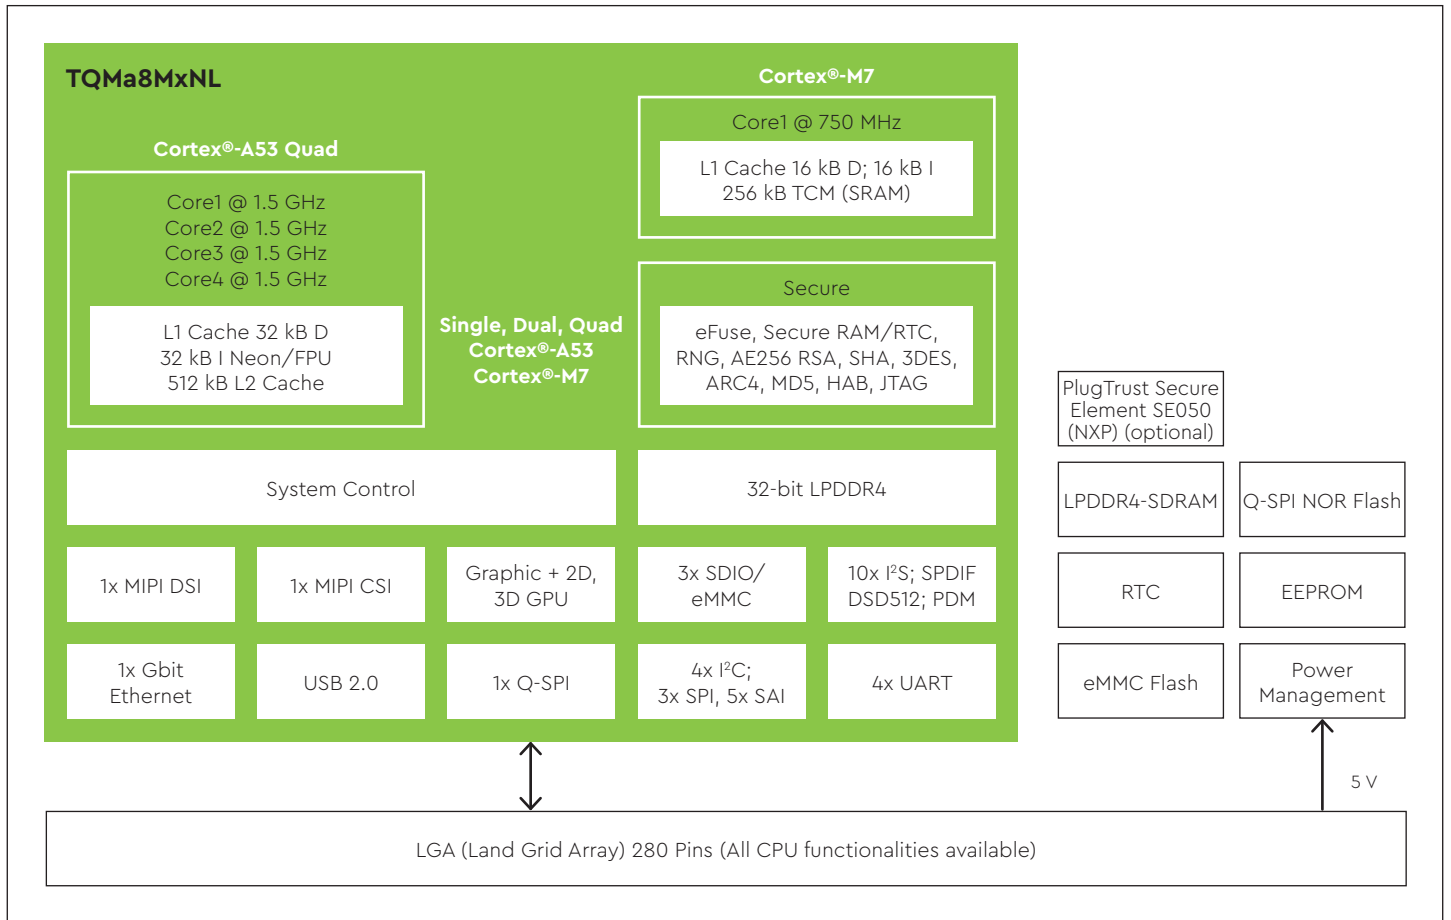 TQMa8MxNL
Cortex®-M7
Core1 @ 750 MHz
L1 Cache 16 kB D; 16 kB I
256 kB TCM (SRAM)
Cortex®-A53 Quad
Core1 @ 1.5 GHz
Core2 @ 1.5 GHz
Core3 @ 1.5 GHz
Core4 @ 1.5 GHz
L1 Cache 32 kB D
32 kB I Neon/FPU
512 kB L2 Cache
Single, Dual, Quad
Cortex®-A53
Cortex®-M7
Secure
eFuse, Secure RAM/RTC,
RNG, AE256 RSA, SHA, 3DES,
ARC4, MD5, HAB, JTAG
PlugTrust Secure
Element SE050
(NXP) (optional)
System Control
32-bit LPDDR4
LPDDR4-SDRAM
Q-SPI NOR Flash
1x MIPI DSI
1x MIPI CSI
Graphic + 2D,
3D GPU
3x SDIO/
eMMC
10x I²S; SPDIF
DSD512; PDM
RTC
EEPROM
1x Gbit
Ethernet
USB 2.0
1x Q-SPI
4x I²C;
3x SPI, 5x SAI
4x UART
eMMC Flash
Power
Management
5 V
LGA (Land Grid Array) 280 Pins (All CPU functionalities available)